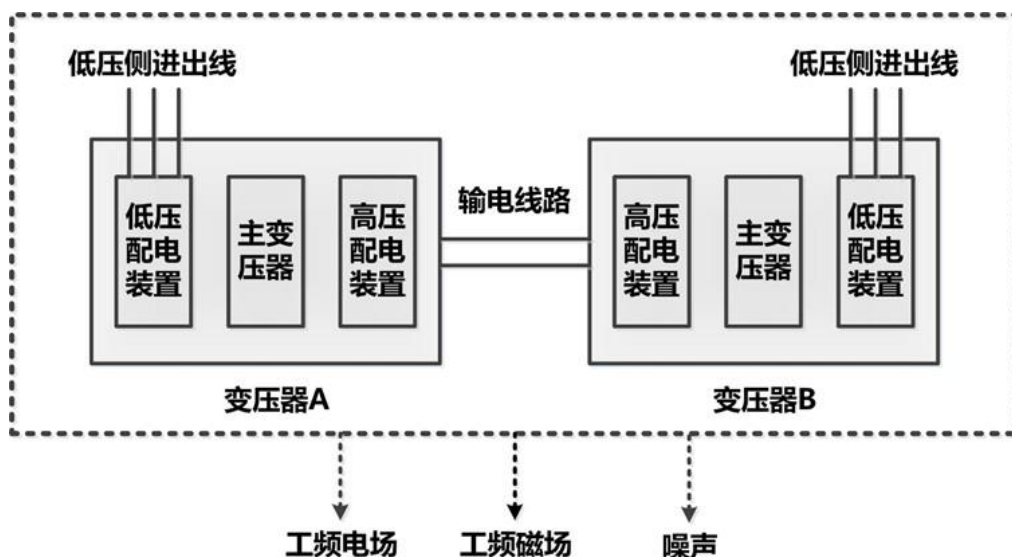 低压侧进出线
低压侧进出线
低压
配电
装置
主变
压器
高压
配电
装置
输电线路
高压
配电
装置
主变
压器
低压
配电
装置
变压器A
变压器B
工频电场
工频磁场
噪声